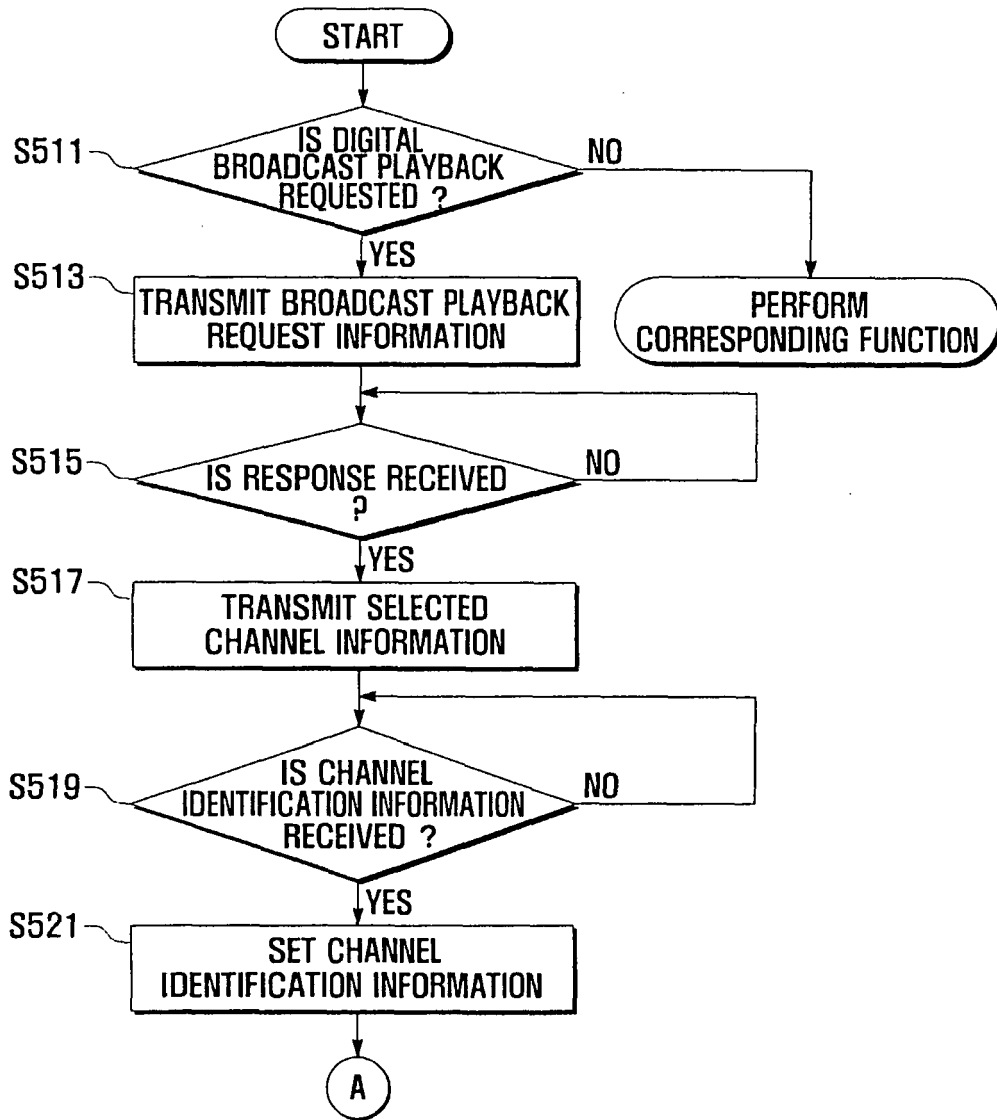 START
S511
IS DIGITAL
BROADCAST PLAYBACK
REQUESTED ?
NO
YES
S513
TRANSMIT BROADCAST PLAYBACK
REQUEST INFORMATION
PERFORM
CORRESPONDING FUNCTION
S515
IS RESPONSE RECEIVED
?
NO
YES
S517
TRANSMIT SELECTED
CHANNEL INFORMATION
S519
IS CHANNEL
IDENTIFICATION INFORMATION
RECEIVED ?
NO
YES
S521
SET CHANNEL
IDENTIFICATION INFORMATION
A